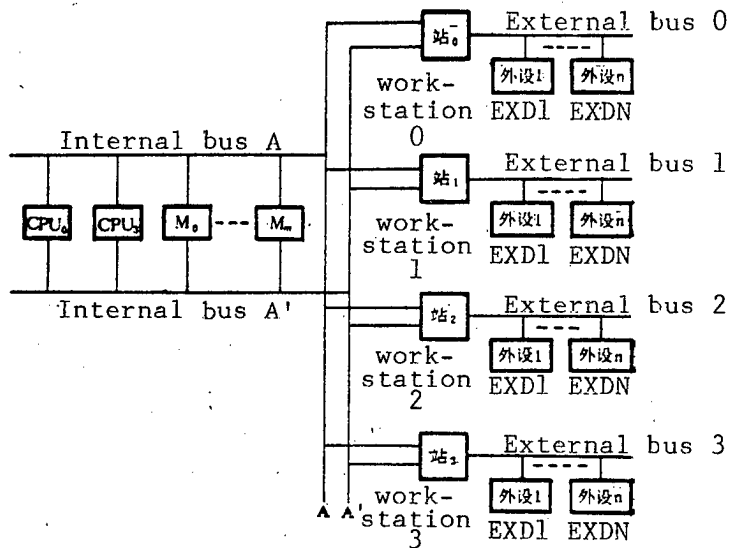 站₀
External bus 0
外设1 ---- 外设n
EXD1 EXDN
work-
station
0
Internal bus A
站₁
External bus 1
外设1 ---- 外设n
EXD1 EXDN
work-
station
1
CPU₀ CPU₃ M₀ --- Mₘ
Internal bus A'
站₂
External bus 2
外设1 ---- 外设n
EXD1 EXDN
work-
station
2
站₃
External bus 3
外设1 ---- 外设n
EXD1 EXDN
work-
station
3
A A'